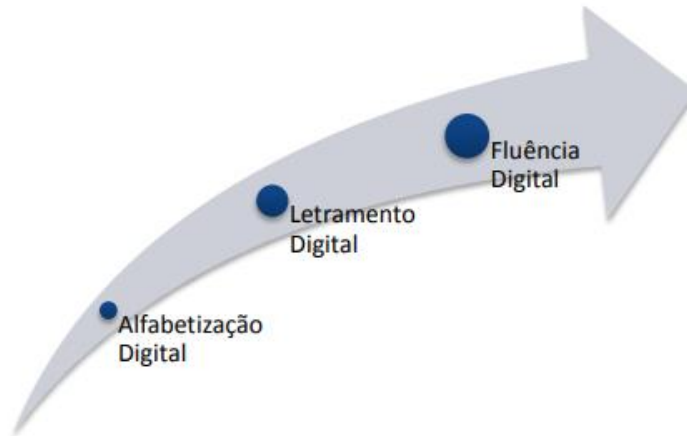 Fluência
Digital
Letramento
Digital
Alfabetização
Digital